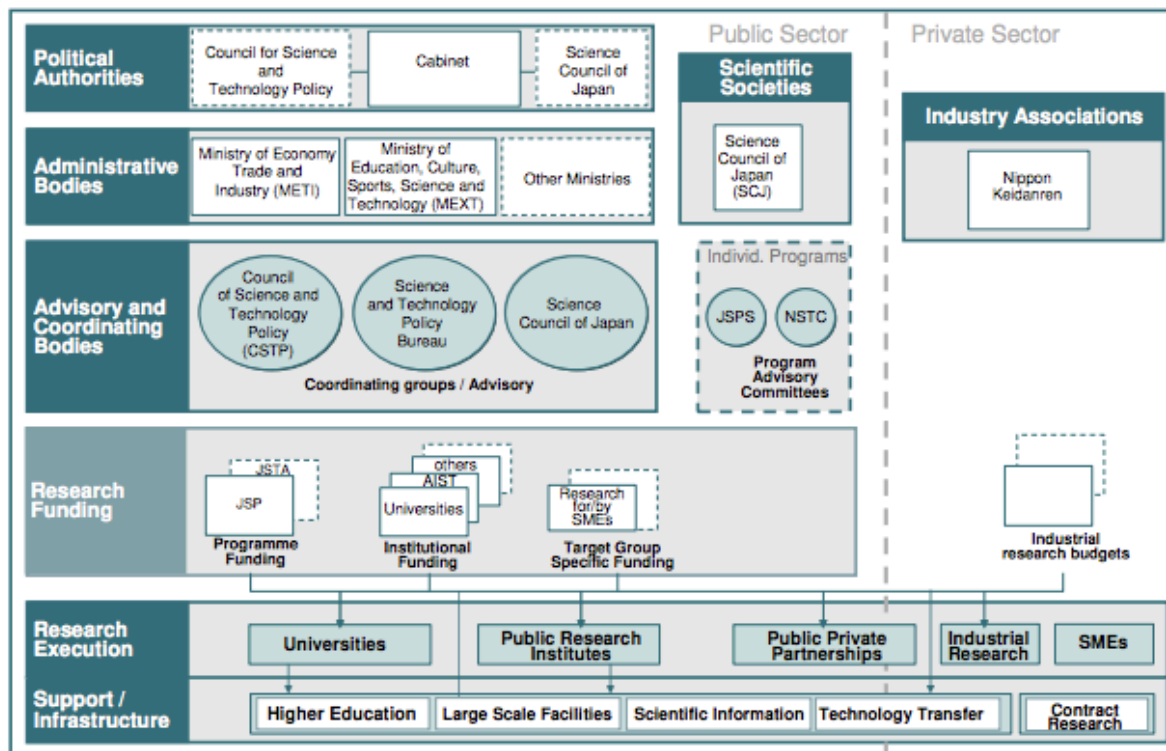 Public Sector
Private Sector
Political
Authorities
Council for Science
and
Technology Policy
Cabinet
Science
Council of
Japan
Scientific
Societies
Science
Council of
Japan
(SCJ)
Industry Associations
Nippon
Keidanren
Administrative
Bodies
Ministry of Economy
Trade and
Industry (METI)
Ministry of
Education, Culture,
Sports, Science and
Technology (MEXT)
Other Ministries
Advisory and
Coordinating
Bodies
Council
of Science and
Technology
Policy
(CSTP)
Science
and Technology
Policy
Bureau
Science
Council of Japan
Coordinating groups / Advisory
Individ. Programs
JSPS
NSTC
Program
Advisory
Committees
Research
Funding
JSTA
JSP
Programme
Funding
others
AIST
Universities
Institutional
Funding
Research
for/by
SMEs
Target Group
Specific Funding
Industrial
research budgets
Research
Execution
Universities
Public Research
Institutes
Public Private
Partnerships
Industrial
Research
SMEs
Support /
Infrastructure
Higher Education
Large Scale Facilities
Scientific Information
Technology Transfer
Contract
Research